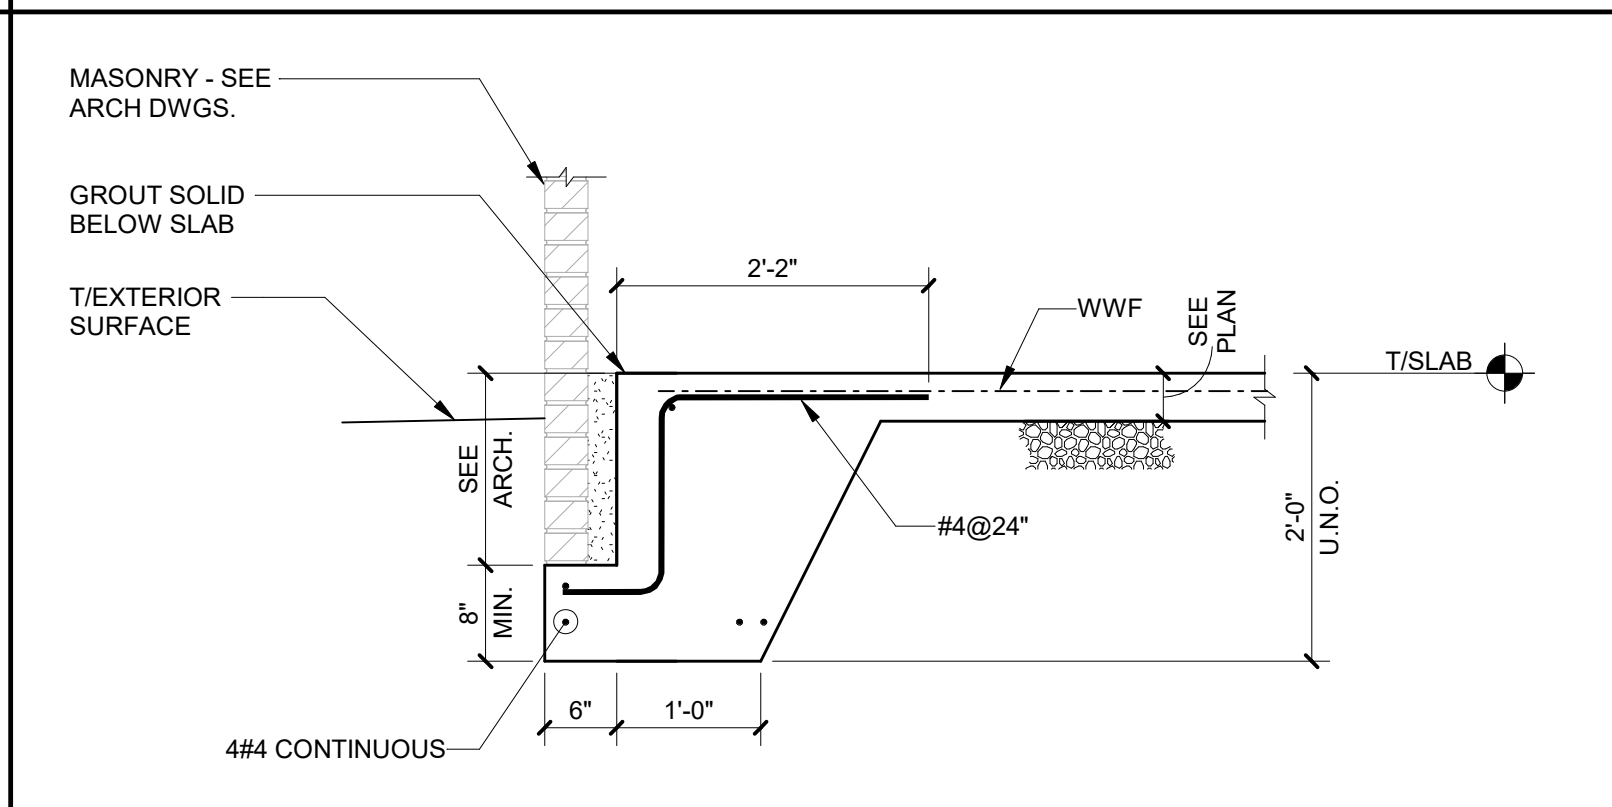 MASONRY - SEE
ARCH DWGS.
GROUT SOLID
BELOW SLAB
T/EXTERIOR
SURFACE
2'-2"
WWF
SEE
PLAN
T/SLAB
SEE
ARCH.
#4@24"
2'-0"
U.N.O.
8"
MIN.
6"
1'-0"
4#4 CONTINUOUS